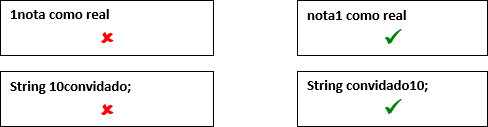 1nota como real
nota1 como real
String 10convidado;
String convidado10;